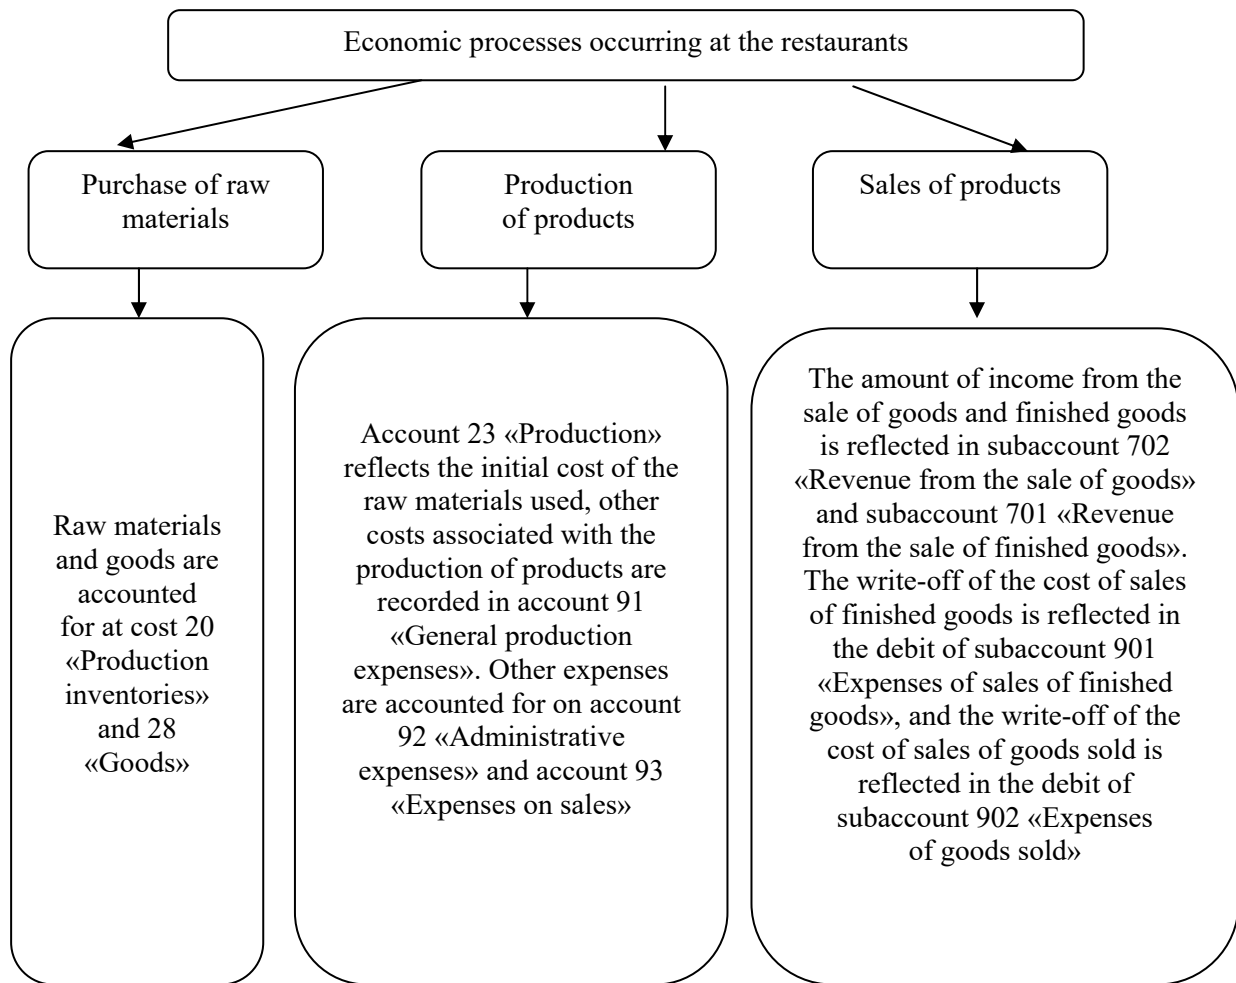 Economic processes occurring at the restaurants
Purchase of raw
materials
Production
of products
Sales of products
Raw materials
and goods are
accounted
for at cost 20
«Production
inventories»
and 28
«Goods»
Account 23 «Production»
reflects the initial cost of the
raw materials used, other
costs associated with the
production of products are
recorded in account 91
«General production
expenses». Other expenses
are accounted for on account
92 «Administrative
expenses» and account 93
«Expenses on sales»
The amount of income from the
sale of goods and finished goods
is reflected in subaccount 702
«Revenue from the sale of goods»
and subaccount 701 «Revenue
from the sale of finished goods».
The write-off of the cost of sales
of finished goods is reflected in
the debit of subaccount 901
«Expenses of sales of finished
goods», and the write-off of the
cost of sales of goods sold is
reflected in the debit of
subaccount 902 «Expenses
of goods sold»